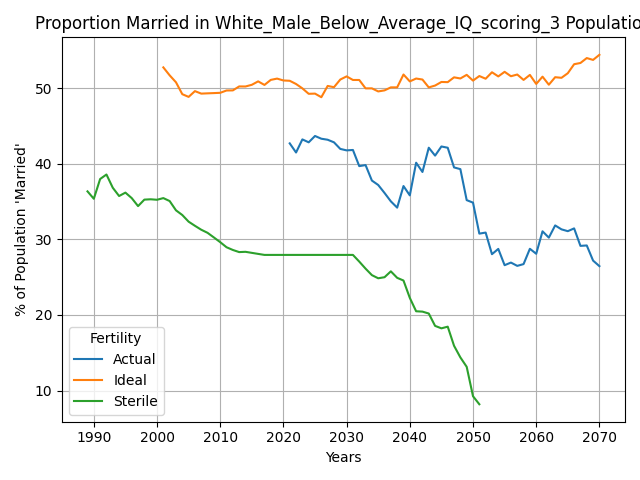 Proportion Married in White_Male_Below_Average_IQ_scoring_3 Populatio
% of Population 'Married'
50
40
30
20
10
Fertility
Actual
Ideal
Sterile
1990 2000 2010 2020 2030 2040 2050 2060 2070
Years